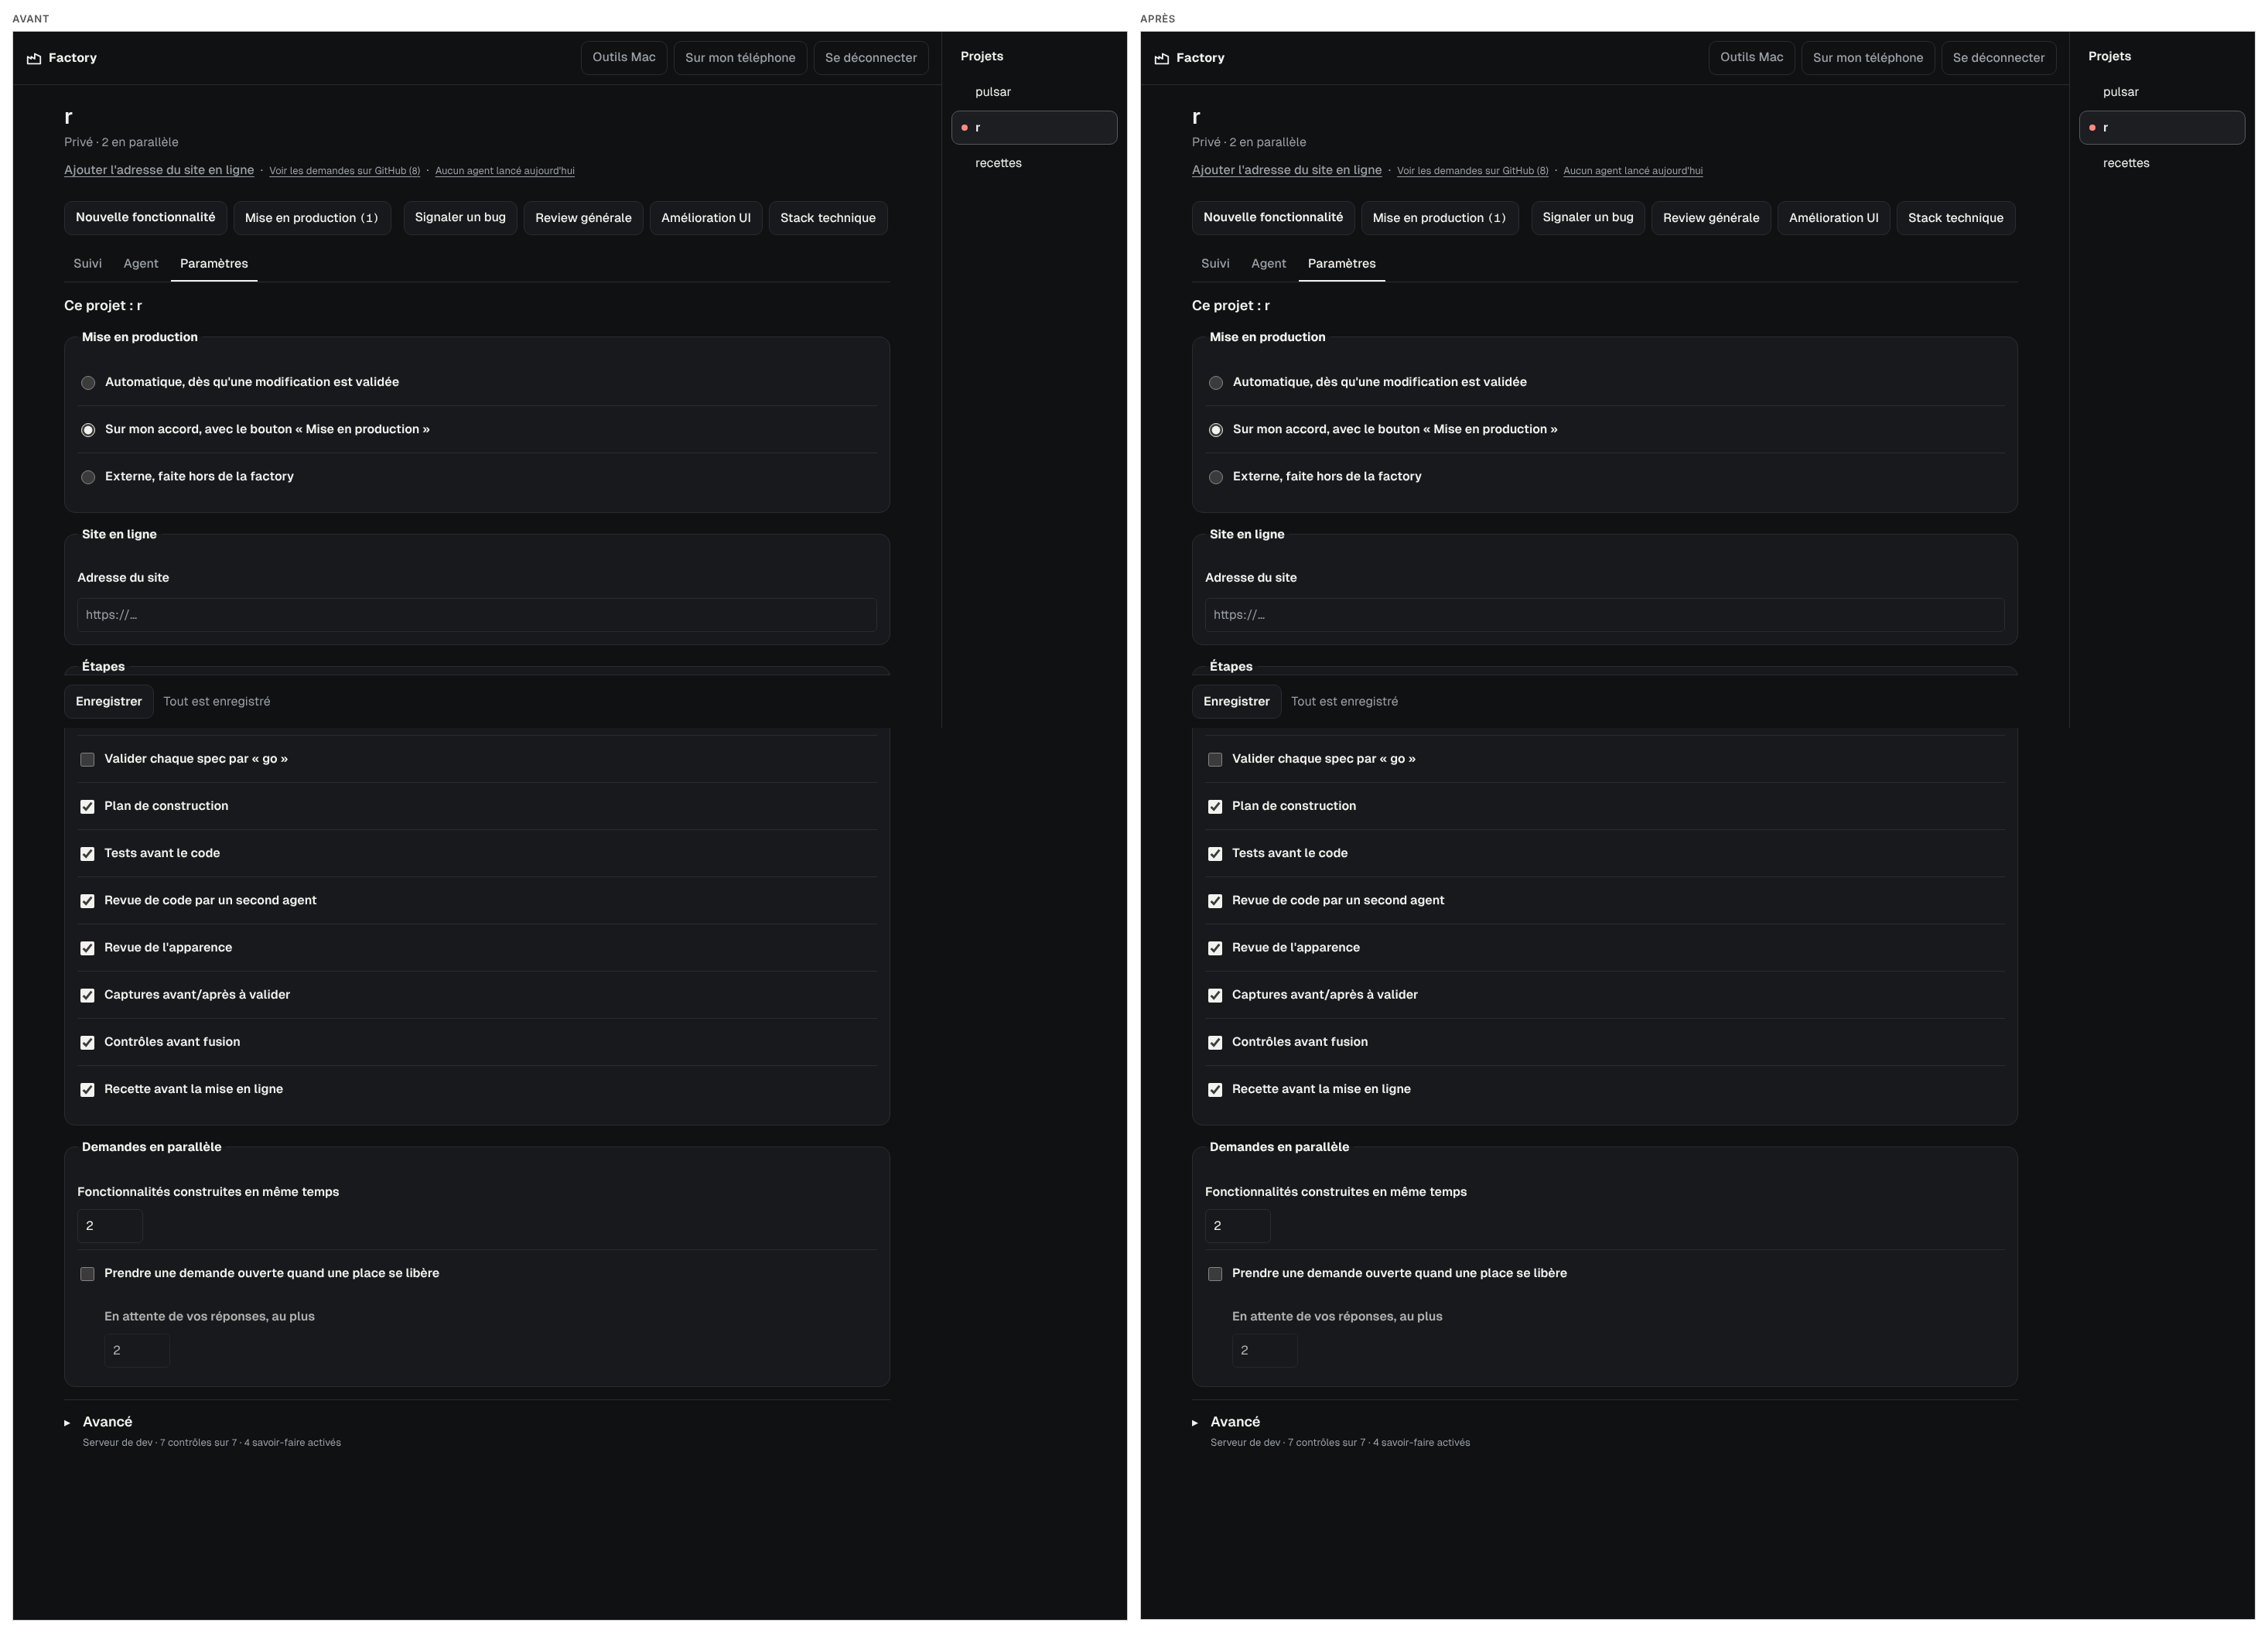 AVANT
Factory
Outils Mac
Sur mon téléphone
Se déconnecter
Projets
pulsar
r
recettes
r
Privé · 2 en parallèle
Ajouter l'adresse du site en ligne · Voir les demandes sur GitHub (8) · Aucun agent lancé aujourd'hui
Nouvelle fonctionnalité
Mise en production (1)
Signaler un bug
Review générale
Amélioration UI
Stack technique
Suivi
Agent
Paramètres
Ce projet : r
Mise en production
Automatique, dès qu'une modification est validée
Sur mon accord, avec le bouton « Mise en production »
Externe, faite hors de la factory
Site en ligne
Adresse du site
https://…
Étapes
Enregistrer
Tout est enregistré
Valider chaque spec par « go »
Plan de construction
Tests avant le code
Revue de code par un second agent
Revue de l'apparence
Captures avant/après à valider
Contrôles avant fusion
Recette avant la mise en ligne
Demandes en parallèle
Fonctionnalités construites en même temps
2
Prendre une demande ouverte quand une place se libère
En attente de vos réponses, au plus
2
Avancé
Serveur de dev · 7 contrôles sur 7 · 4 savoir-faire activés
APRÈS
Factory
Outils Mac
Sur mon téléphone
Se déconnecter
Projets
pulsar
r
recettes
r
Privé · 2 en parallèle
Ajouter l'adresse du site en ligne · Voir les demandes sur GitHub (8) · Aucun agent lancé aujourd'hui
Nouvelle fonctionnalité
Mise en production (1)
Signaler un bug
Review générale
Amélioration UI
Stack technique
Suivi
Agent
Paramètres
Ce projet : r
Mise en production
Automatique, dès qu'une modification est validée
Sur mon accord, avec le bouton « Mise en production »
Externe, faite hors de la factory
Site en ligne
Adresse du site
https://…
Étapes
Enregistrer
Tout est enregistré
Valider chaque spec par « go »
Plan de construction
Tests avant le code
Revue de code par un second agent
Revue de l'apparence
Captures avant/après à valider
Contrôles avant fusion
Recette avant la mise en ligne
Demandes en parallèle
Fonctionnalités construites en même temps
2
Prendre une demande ouverte quand une place se libère
En attente de vos réponses, au plus
2
Avancé
Serveur de dev · 7 contrôles sur 7 · 4 savoir-faire activés